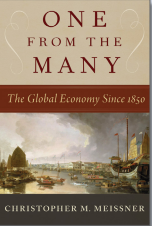 ONE
FROM THE
MANY
The Global Economy Since 1850
CHRISTOPHER M. MEISSNER